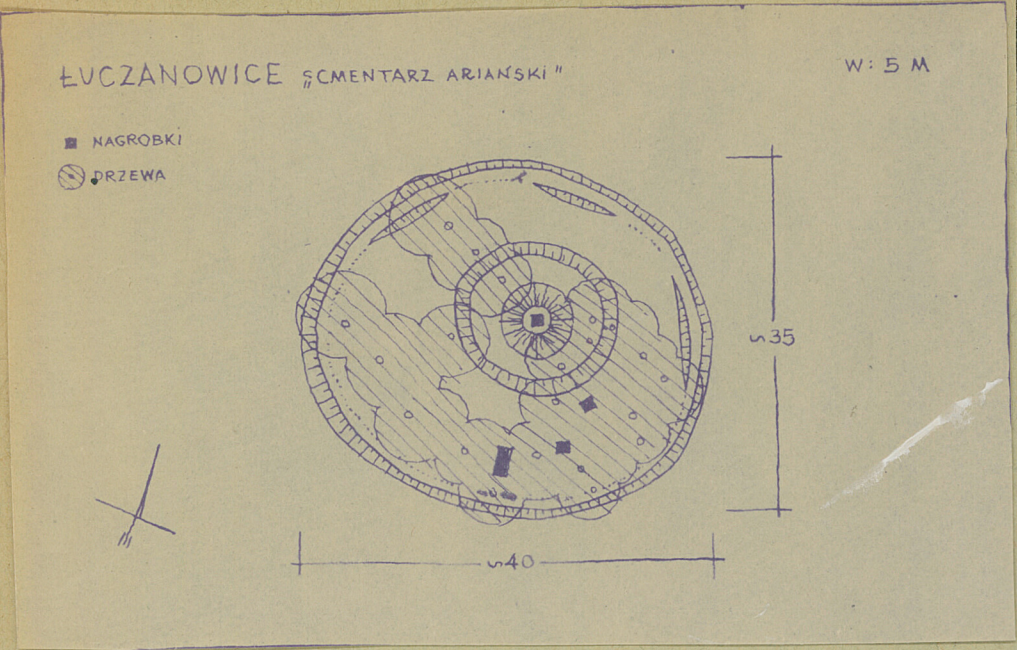 ŁUCZANOWICE „CMENTARZ ARIAŃSKI"
W: 5 M
NAGROBKI
DRZEWA
~35
~40